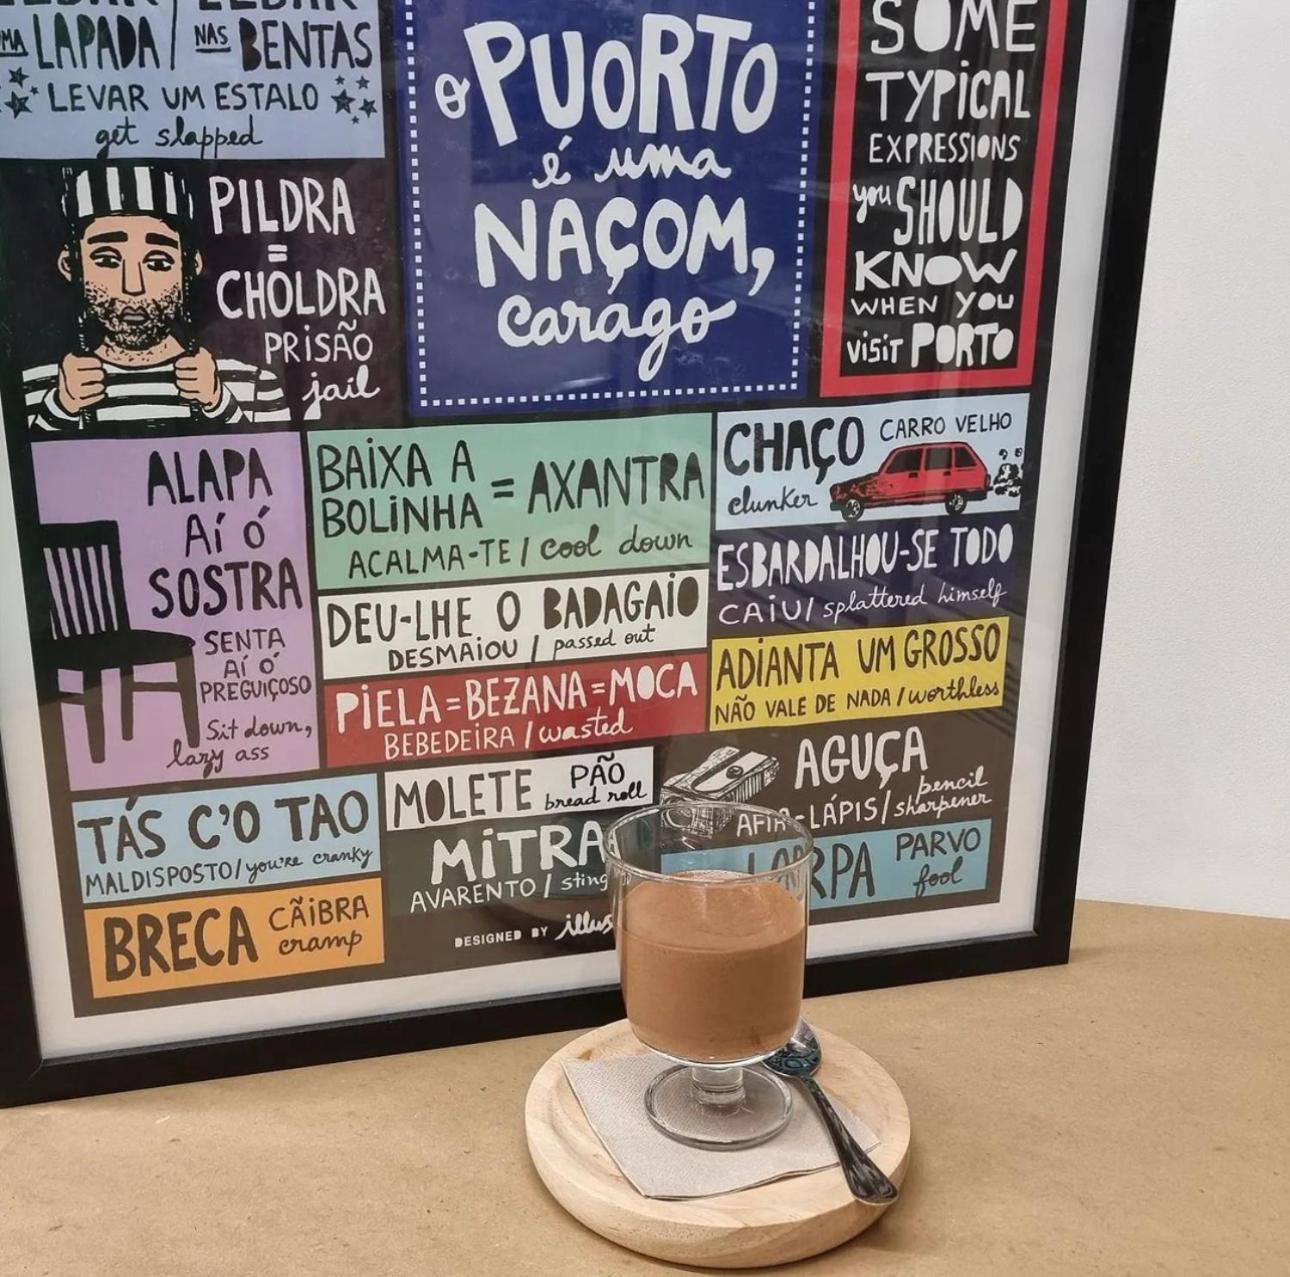 LAPADA / NAS BENTAS
LEVAR UM ESTALO
get slapped
PILDRA
=
CHÓLDRA
PRISÃO
jail
O PUORTO
é uma
NAÇOM,
carago
SOME
TYPICAL
EXPRESSIONS
you SHOULD
KNOW
WHEN YOU
visit PORTO
ALAPA
AÍ Ó
SOSTRA
SENTA
AÍ Ó
PREGUIÇOSO
Sit down,
lazy ass
BAIXA A
BOLINHA = AXANTRA
ACALMA-TE / cool down
DEU-LHE O BADAGAIO
DESMAIOU / passed out
PIELA=BEZANA=MOCA
BEBEDEIRA / wasted
CHAÇO CARRO VELHO
clunker
ESBARDALHOU-SE TODO
CAIU / splattered himself
ADIANTA UM GROSSO
NÃO VALE DE NADA / worthless
AGUÇA
AFIA-LÁPIS / pencil
sharpener
TÁS C'O TAO
MALDISPOSTO / you're cranky
BRECA CÃIBRA
cramp
MOLETE PÃO
bread roll
MITRA
AVARENTO /
PARVO
fool
DESIGNED BY